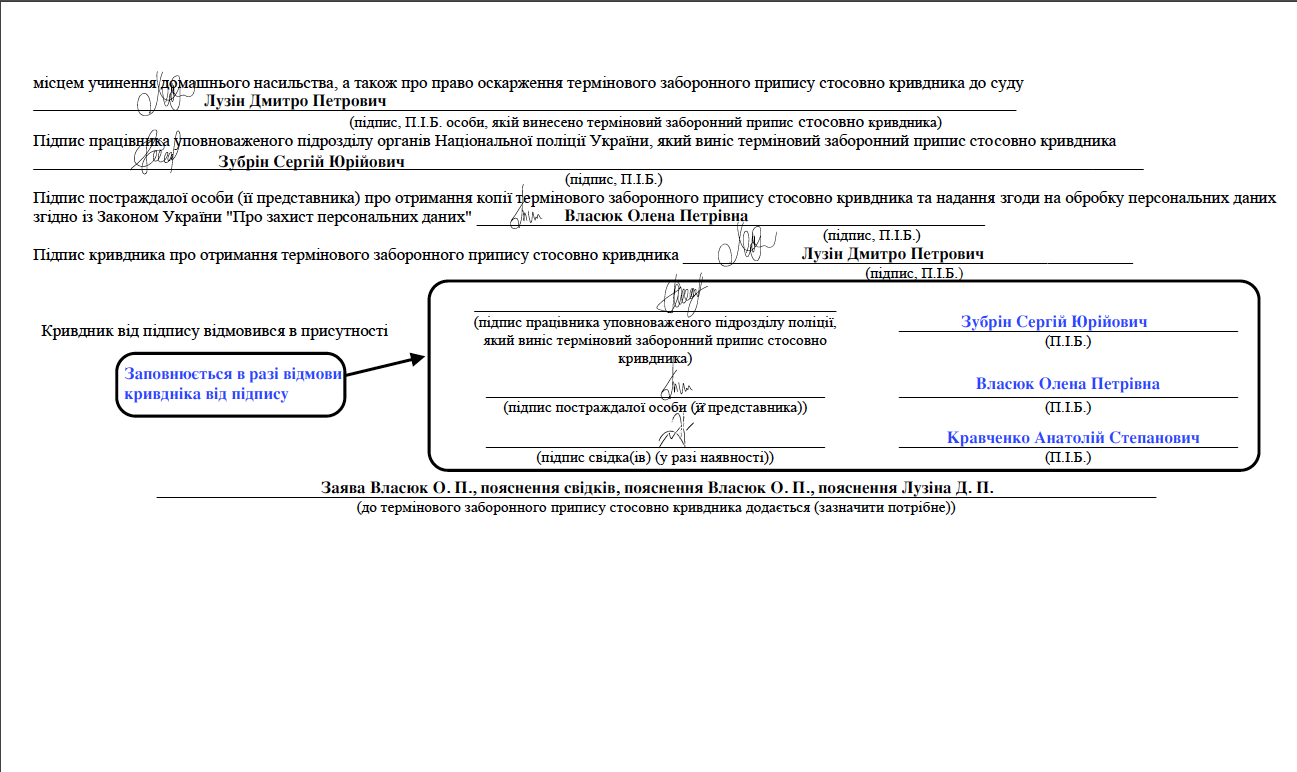 місцем учинення домашнього насильства, а також про право оскарження термінового заборонного припису стосовно кривдника до суду
Лузін Дмитро Петрович
(підпис, П.І.Б. особи, якій винесено терміновий заборонний припис стосовно кривдника)
Підпис працівника уповноваженого підрозділу органів Національної поліції України, який виніс терміновий заборонний припис стосовно кривдника
Зубрін Сергій Юрійович
(підпис, П.І.Б.)
Підпис постраждалої особи (її представника) про отримання копії термінового заборонного припису стосовно кривдника та надання згоди на обробку персональних даних
згідно із Законом України "Про захист персональних даних" Власюк Олена Петрівна
(підпис, П.І.Б.)
Підпис кривдника про отримання термінового заборонного припису стосовно кривдника Лузін Дмитро Петрович
(підпис, П.І.Б.)
Кривдник від підпису відмовився в присутності
(підпис працівника уповноваженого підрозділу поліції,
який виніс терміновий заборонний припис стосовно
кривдника)
Зубрін Сергій Юрійович
(П.І.Б.)
Заповнюється в разі відмови
кривдніка від підпису
(підпис постраждалої особи (її представника))
Власюк Олена Петрівна
(П.І.Б.)
(підпис свідка(ів) (у разі наявності))
Кравченко Анатолій Степанович
(П.І.Б.)
Заява Власюк О. П., пояснення свідків, пояснення Власюк О. П., пояснення Лузіна Д. П.
(до термінового заборонного припису стосовно кривдника додається (зазначити потрібне))